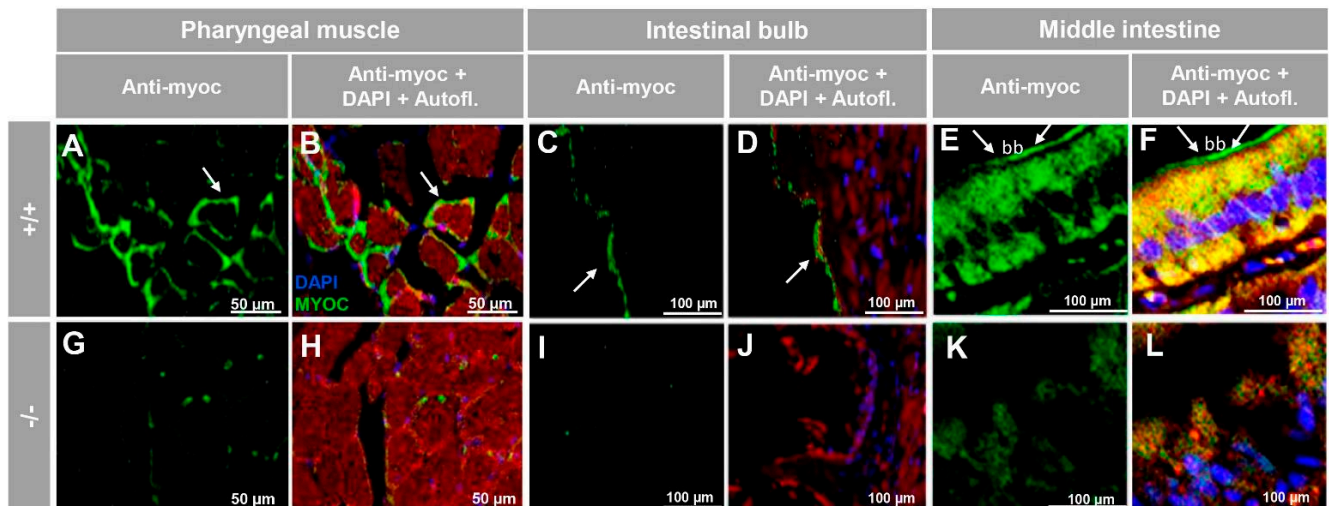 Pharyngeal muscle
Intestinal bulb
Middle intestine
Anti-myoc
Anti-myoc +
DAPI + Autofl.
Anti-myoc
Anti-myoc +
DAPI + Autofl.
Anti-myoc
Anti-myoc +
DAPI + Autofl.
+/+
A
B
DAPI
MYOC
50 µm
50 µm
C
D
100 µm
100 µm
E
bb
F
bb
100 µm
100 µm
-/-
G
50 µm
H
50 µm
I
100 µm
J
100 µm
K
100 µm
L
100 µm